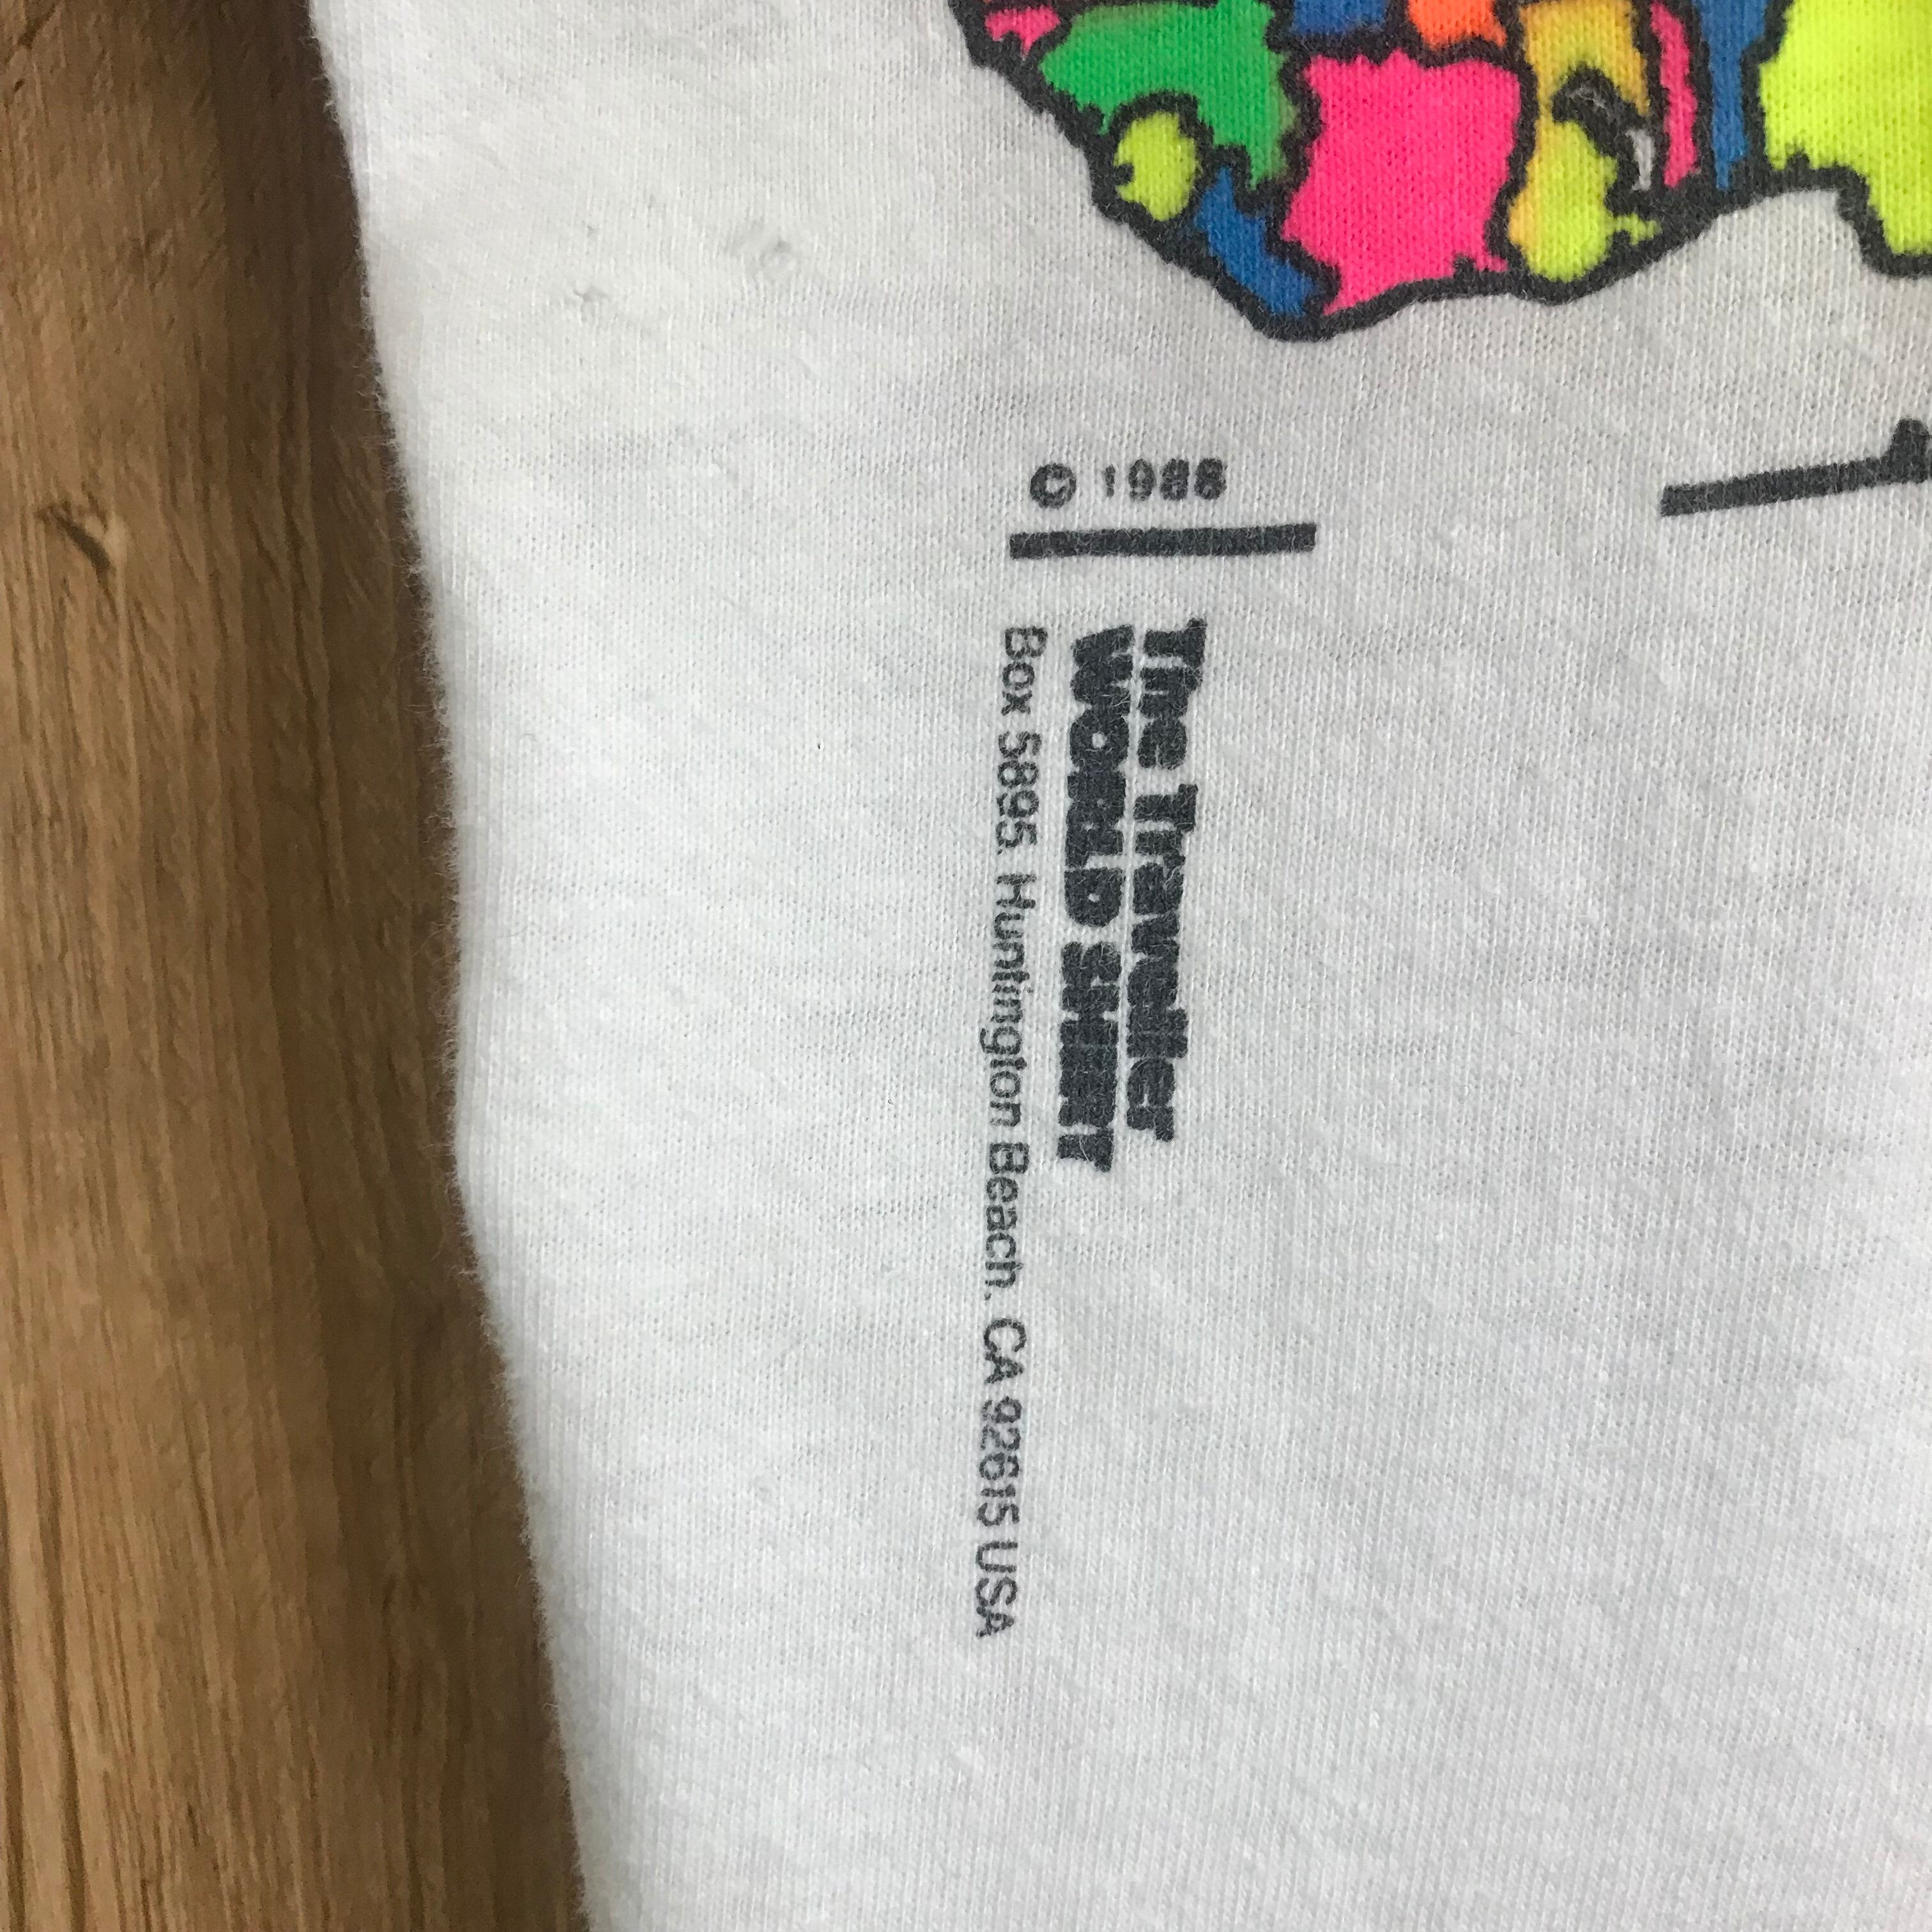 © 1988
The Traveller
WORLD SHIRT
Box 5895, Huntington Beach, CA 92615 USA